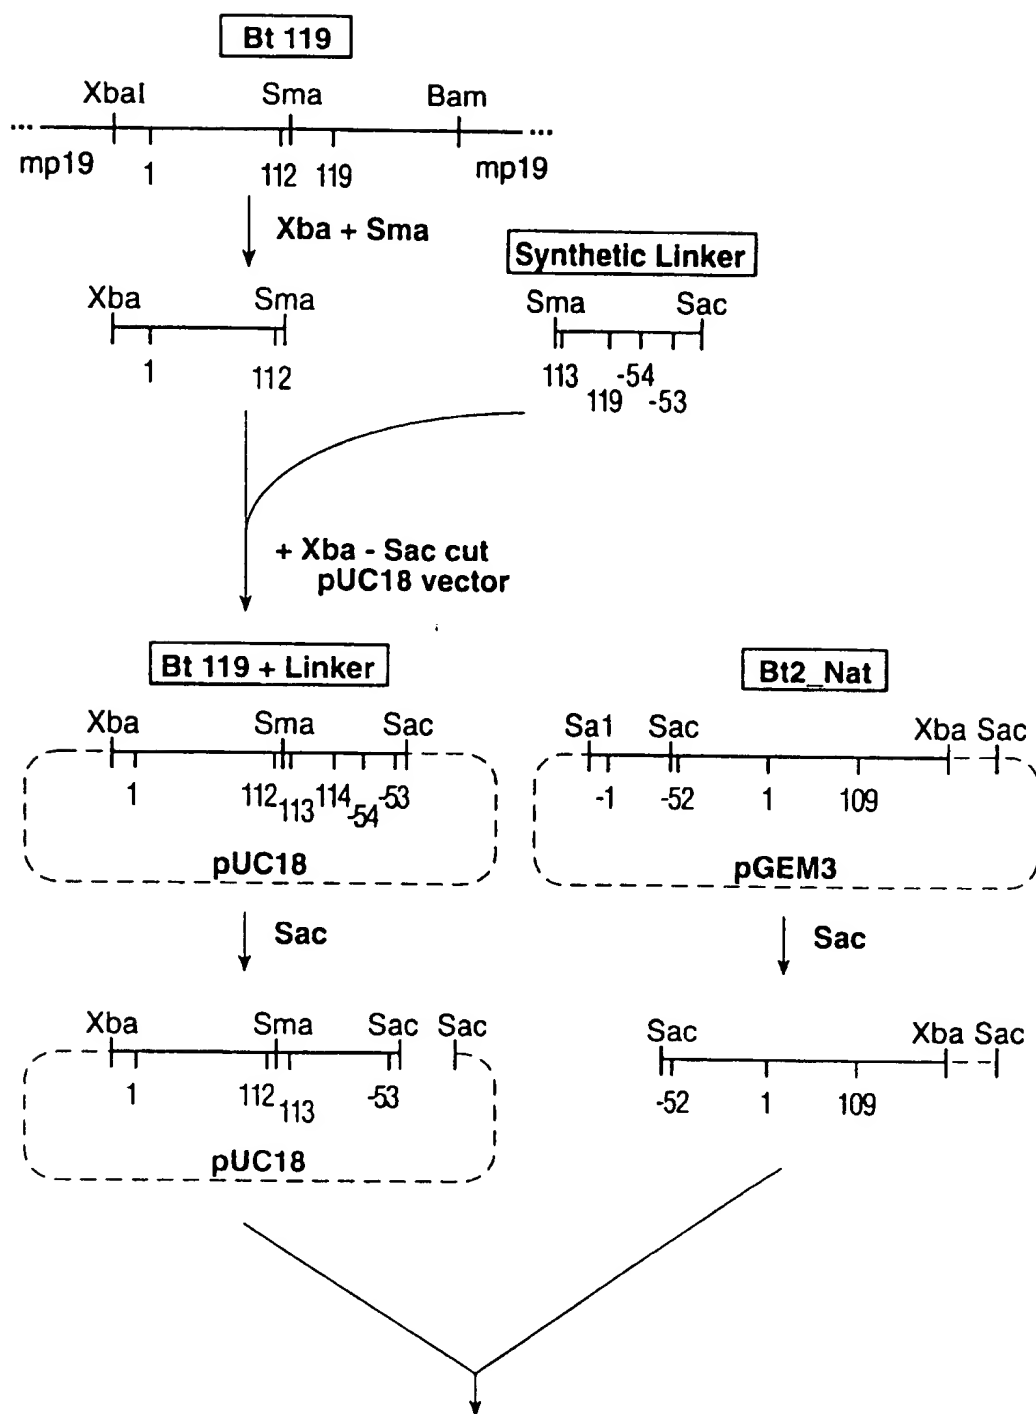 Bt 119
XbaI Sma Bam
... ...
mp19 1 112 119 mp19
Xba + Sma
Synthetic Linker
Xba Sma
1 112
Sma Sac
113 119 -54 -53
+ Xba - Sac cut
pUC18 vector
Bt 119 + Linker
Xba Sma Sac
1 112 113 114 -54 -53
pUC18
Bt2_Nat
Sa1 Sac Xba Sac
-1 -52 1 109
pGEM3
Sac
Sac
Xba Sma Sac Sac
1 112 113 -53
pUC18
Sac Xba Sac
-52 1 109